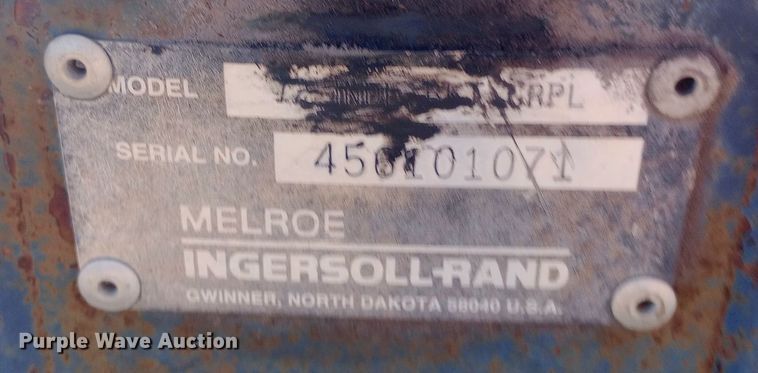 MODEL RPL
SERIAL NO. 456101071
MELROE
INGERSOLL-RAND
GWINNER, NORTH DAKOTA 58040 U.S.A.
Purple Wave Auction